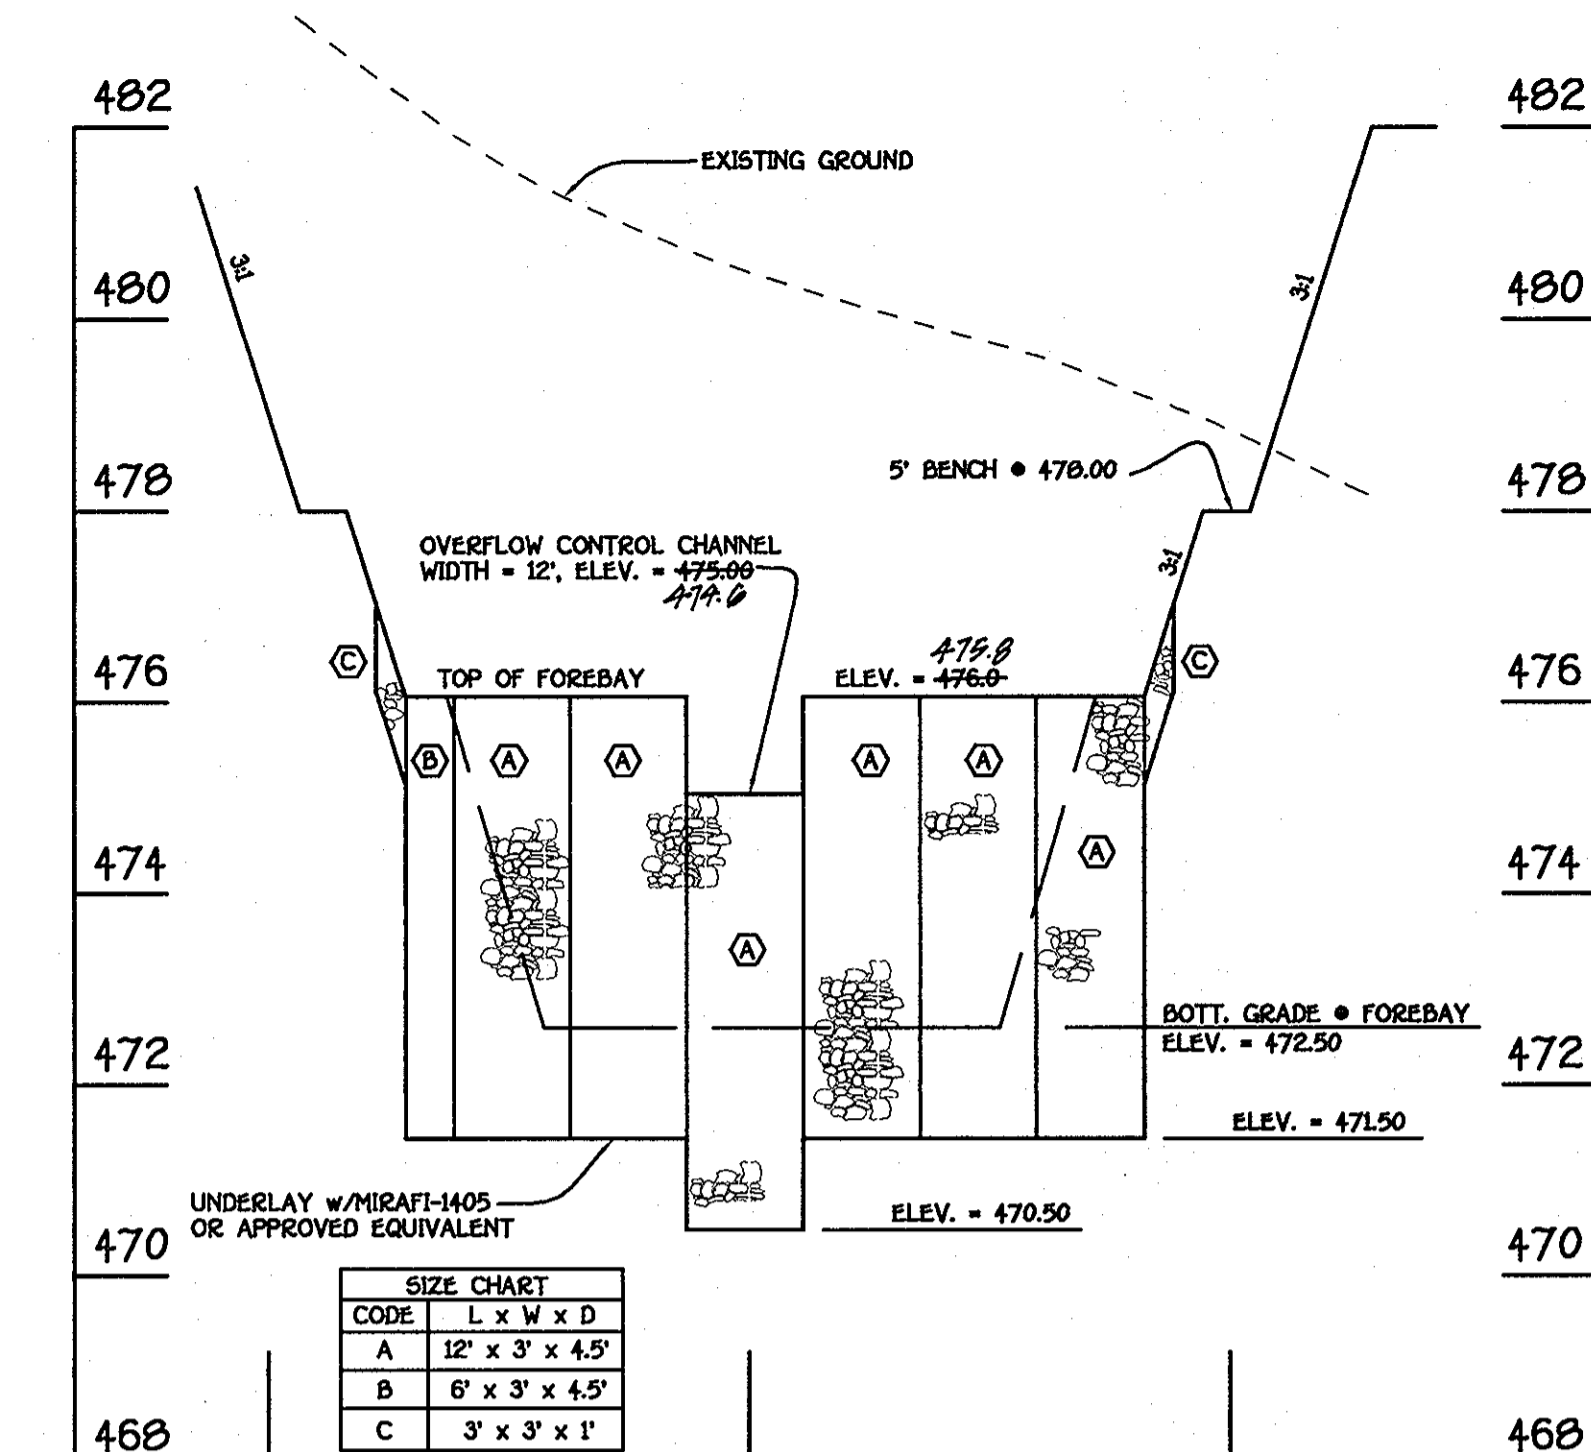 482
482
EXISTING GROUND
3:1
3:1
480
480
478
5' BENCH @ 478.00
478
OVERFLOW CONTROL CHANNEL
WIDTH = 12', ELEV. = 475.00
474.6
3:1
C
C
475.8
476
TOP OF FOREBAY
ELEV. = 476.0
476
B
A
A
A
A
474
A
474
A
BOTT. GRADE @ FOREBAY
ELEV. = 472.50
472
472
ELEV. = 471.50
UNDERLAY w/MIRAFI-1405
OR APPROVED EQUIVALENT
ELEV. = 470.50
470
470
SIZE CHART
CODE L x W x D
A 12' x 3' x 4.5'
B 6' x 3' x 4.5'
C 3' x 3' x 1'
468
468